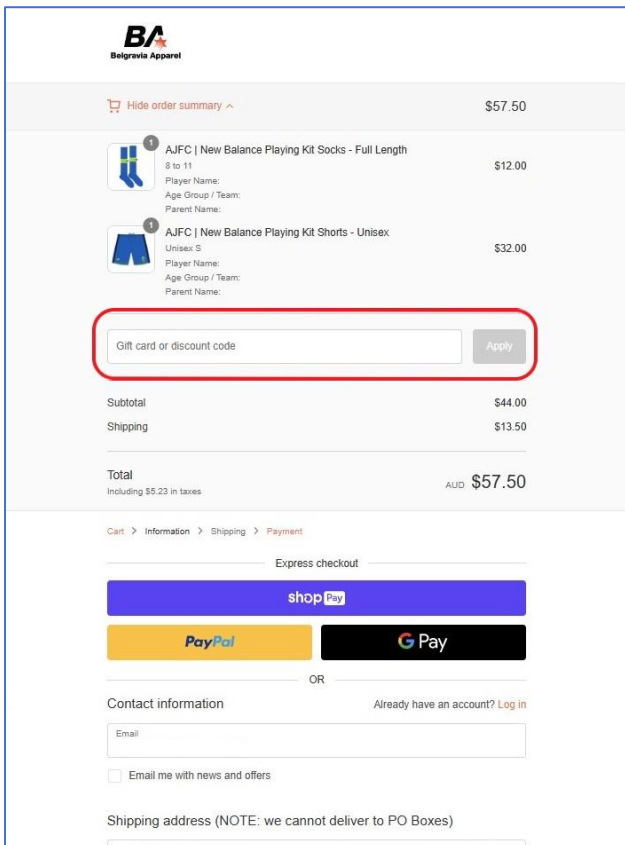 BA
Belgravia Apparel
Hide order summary $57.50
1
AJFC | New Balance Playing Kit Socks - Full Length
8 to 11 $12.00
Player Name:
Age Group / Team:
Parent Name:
1
AJFC | New Balance Playing Kit Shorts - Unisex
Unisex S $32.00
Player Name:
Age Group / Team:
Parent Name:
Gift card or discount code Apply
Subtotal $44.00
Shipping $13.50
Total AUD $57.50
Including $5.23 in taxes
Cart > Information > Shipping > Payment
Express checkout
shop Pay
PayPal G Pay
OR
Contact information Already have an account? Log in
Email
Email me with news and offers
Shipping address (NOTE: we cannot deliver to PO Boxes)